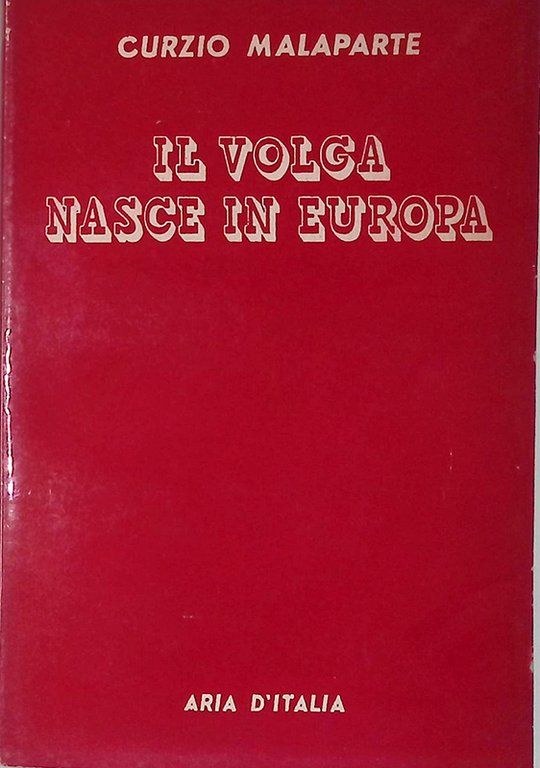 CURZIO MALAPARTE
IL VOLGA
NASCE IN EUROPA
ARIA D'ITALIA